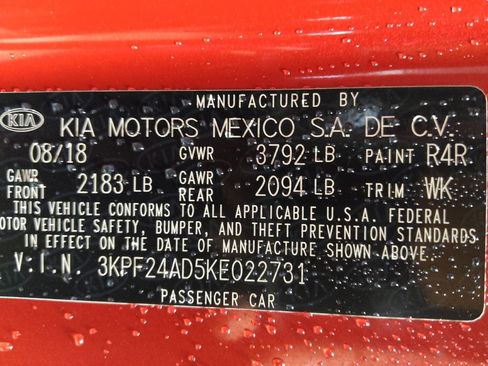 MANUFACTURED BY
KIA KIA MOTORS MEXICO S.A. DE C.V.
08/18 GVWR 3792 LB PAINT R4R
GAWR FRONT 2183 LB GAWR REAR 2094 LB TRIM WK
THIS VEHICLE CONFORMS TO ALL APPLICABLE U.S.A. FEDERAL
MOTOR VEHICLE SAFETY, BUMPER, AND THEFT PREVENTION STANDARDS
IN EFFECT ON THE DATE OF MANUFACTURE SHOWN ABOVE
V.I.N. 3KPF24AD5KE022731
PASSENGER CAR